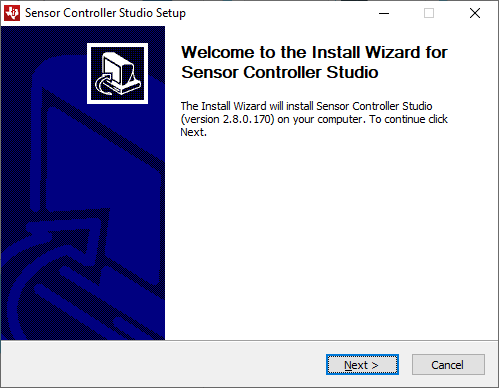 Sensor Controller Studio Setup
Welcome to the Install Wizard for
Sensor Controller Studio
The Install Wizard will install Sensor Controller Studio
(version 2.8.0.170) on your computer. To continue click
Next.
Next >
Cancel